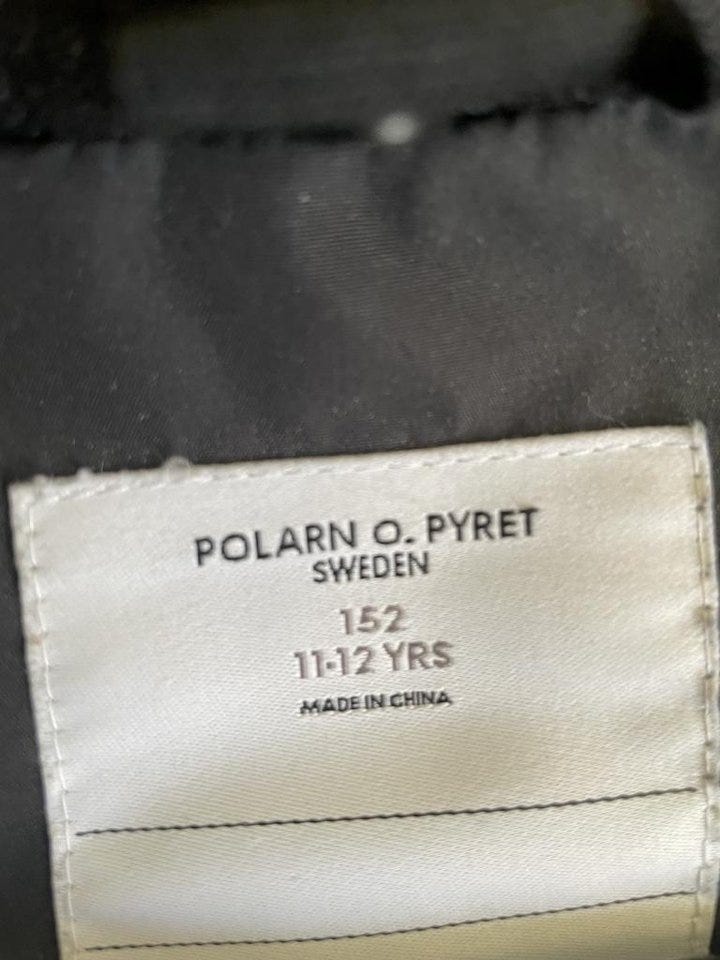 POLARN O. PYRET
SWEDEN
152
11-12 YRS
MADE IN CHINA